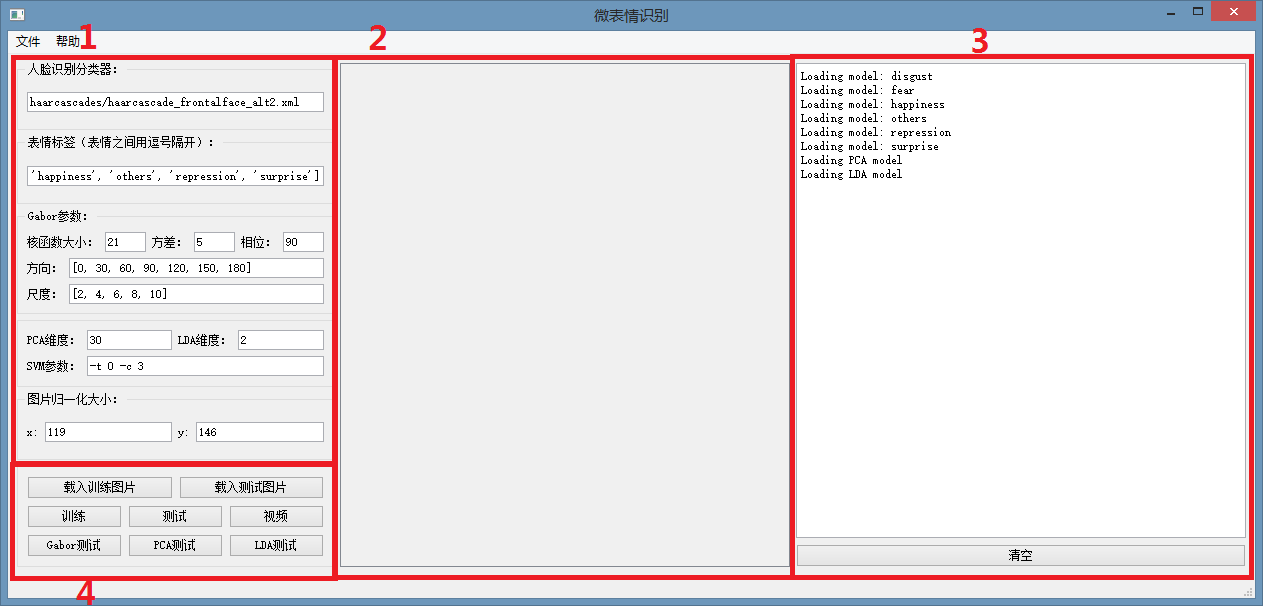 微表情识别
文件 帮助
1
2
3
人脸识别分类器:
haarcascades/haarcascade_frontalface_alt2.xml
表情标签（表情之间用逗号隔开）:
'happiness', 'others', 'repression', 'surprise']
Gabor参数:
核函数大小: 21 方差: 5 相位: 90
方向: [0, 30, 60, 90, 120, 150, 180]
尺度: [2, 4, 6, 8, 10]
PCA维度: 30 LDA维度: 2
SVM参数: -t 0 -c 3
图片归一化大小:
x: 119 y: 146
载入训练图片 载入测试图片
训练 测试 视频
Gabor测试 PCA测试 LDA测试
4
Loading model: disgust
Loading model: fear
Loading model: happiness
Loading model: others
Loading model: repression
Loading model: surprise
Loading PCA model
Loading LDA model
清空